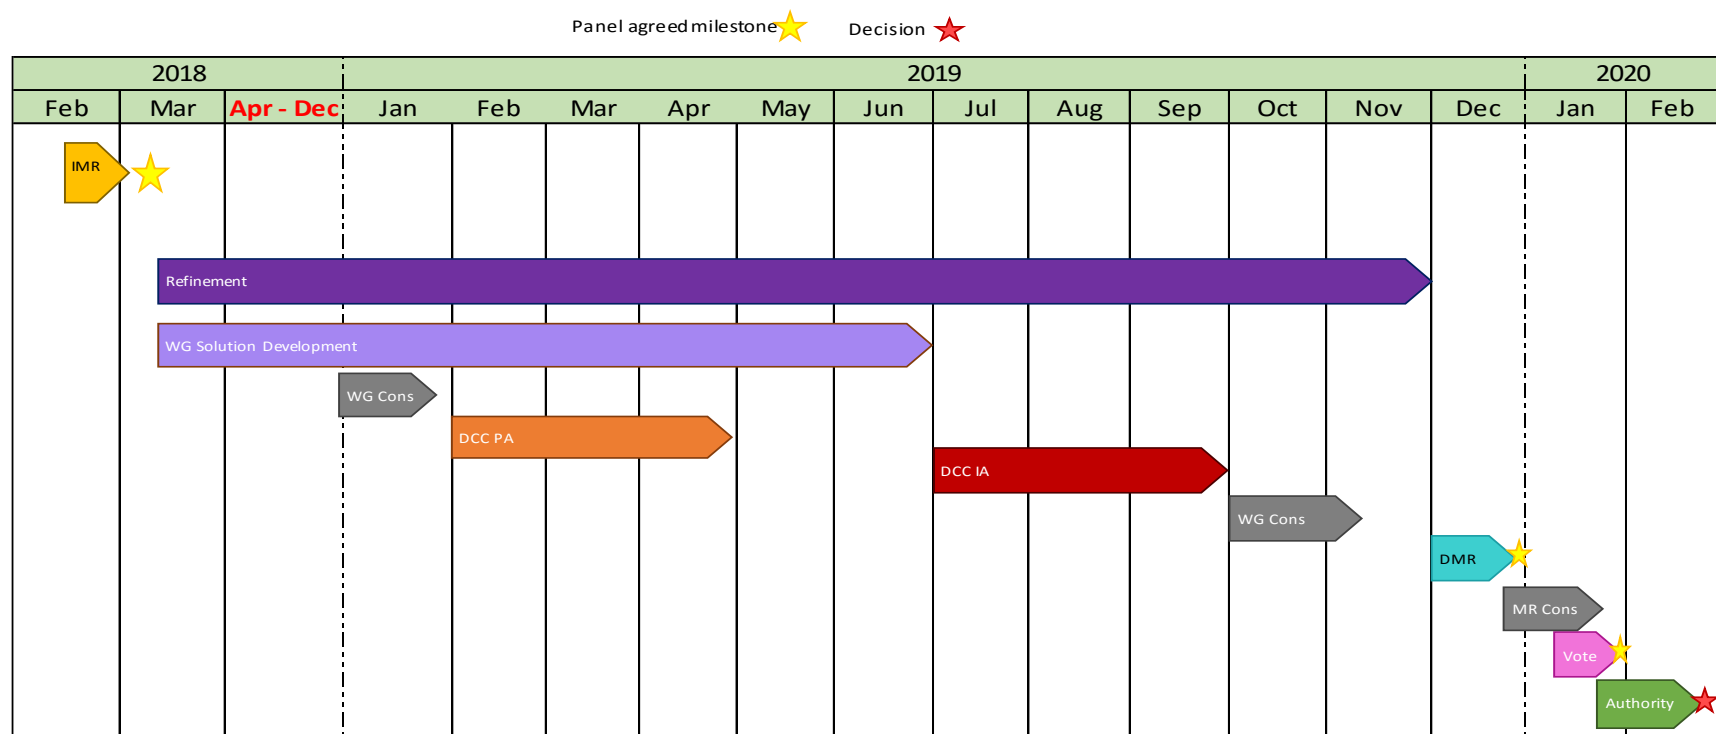 Panel agreed milestone
Decision
2018 2019 2020
Feb Mar Apr - Dec Jan Feb Mar Apr May Jun Jul Aug Sep Oct Nov Dec Jan Feb
IMR
Refinement
WG Solution Development
WG Cons
DCC PA
DCC IA
WG Cons
DMR
MR Cons
Vote
Authority